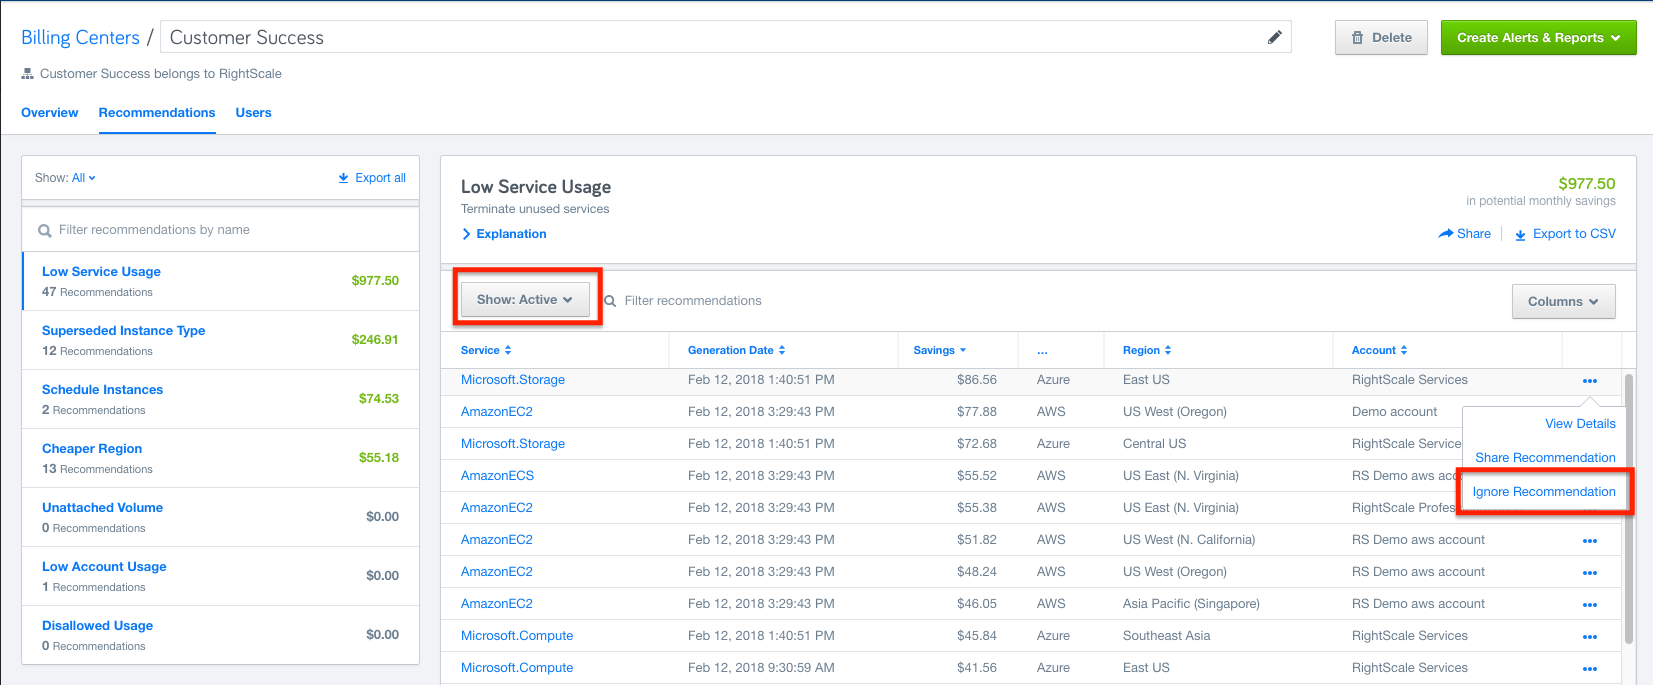 Billing Centers / Customer Success
Delete
Create Alerts & Reports
Customer Success belongs to RightScale
Overview Recommendations Users
Show: All
Export all
Filter recommendations by name
Low Service Usage
47 Recommendations
$977.50
Superseded Instance Type
12 Recommendations
$246.91
Schedule Instances
2 Recommendations
$74.53
Cheaper Region
13 Recommendations
$55.18
Unattached Volume
0 Recommendations
$0.00
Low Account Usage
1 Recommendations
$0.00
Disallowed Usage
0 Recommendations
$0.00
Low Service Usage
Terminate unused services
Explanation
$977.50
in potential monthly savings
Share
Export to CSV
Show: Active
Filter recommendations
Columns
Service Generation Date Savings ... Region Account
Microsoft.Storage Feb 12, 2018 1:40:51 PM $86.56 Azure East US RightScale Services
AmazonEC2 Feb 12, 2018 3:29:43 PM $77.88 AWS US West (Oregon) Demo account
Microsoft.Storage Feb 12, 2018 1:40:51 PM $72.68 Azure Central US RightScale Service
AmazonECS Feb 12, 2018 3:29:43 PM $55.52 AWS US East (N. Virginia) RS Demo aws acco
AmazonEC2 Feb 12, 2018 3:29:43 PM $55.38 AWS US East (N. Virginia) RightScale Profes
AmazonEC2 Feb 12, 2018 3:29:43 PM $51.82 AWS US West (N. California) RS Demo aws account
AmazonEC2 Feb 12, 2018 3:29:43 PM $48.24 AWS US West (Oregon) RS Demo aws account
AmazonEC2 Feb 12, 2018 3:29:43 PM $46.05 AWS Asia Pacific (Singapore) RS Demo aws account
Microsoft.Compute Feb 12, 2018 1:40:51 PM $45.84 Azure Southeast Asia RightScale Services
Microsoft.Compute Feb 12, 2018 9:30:59 AM $41.56 Azure East US RightScale Services
View Details
Share Recommendation
Ignore Recommendation